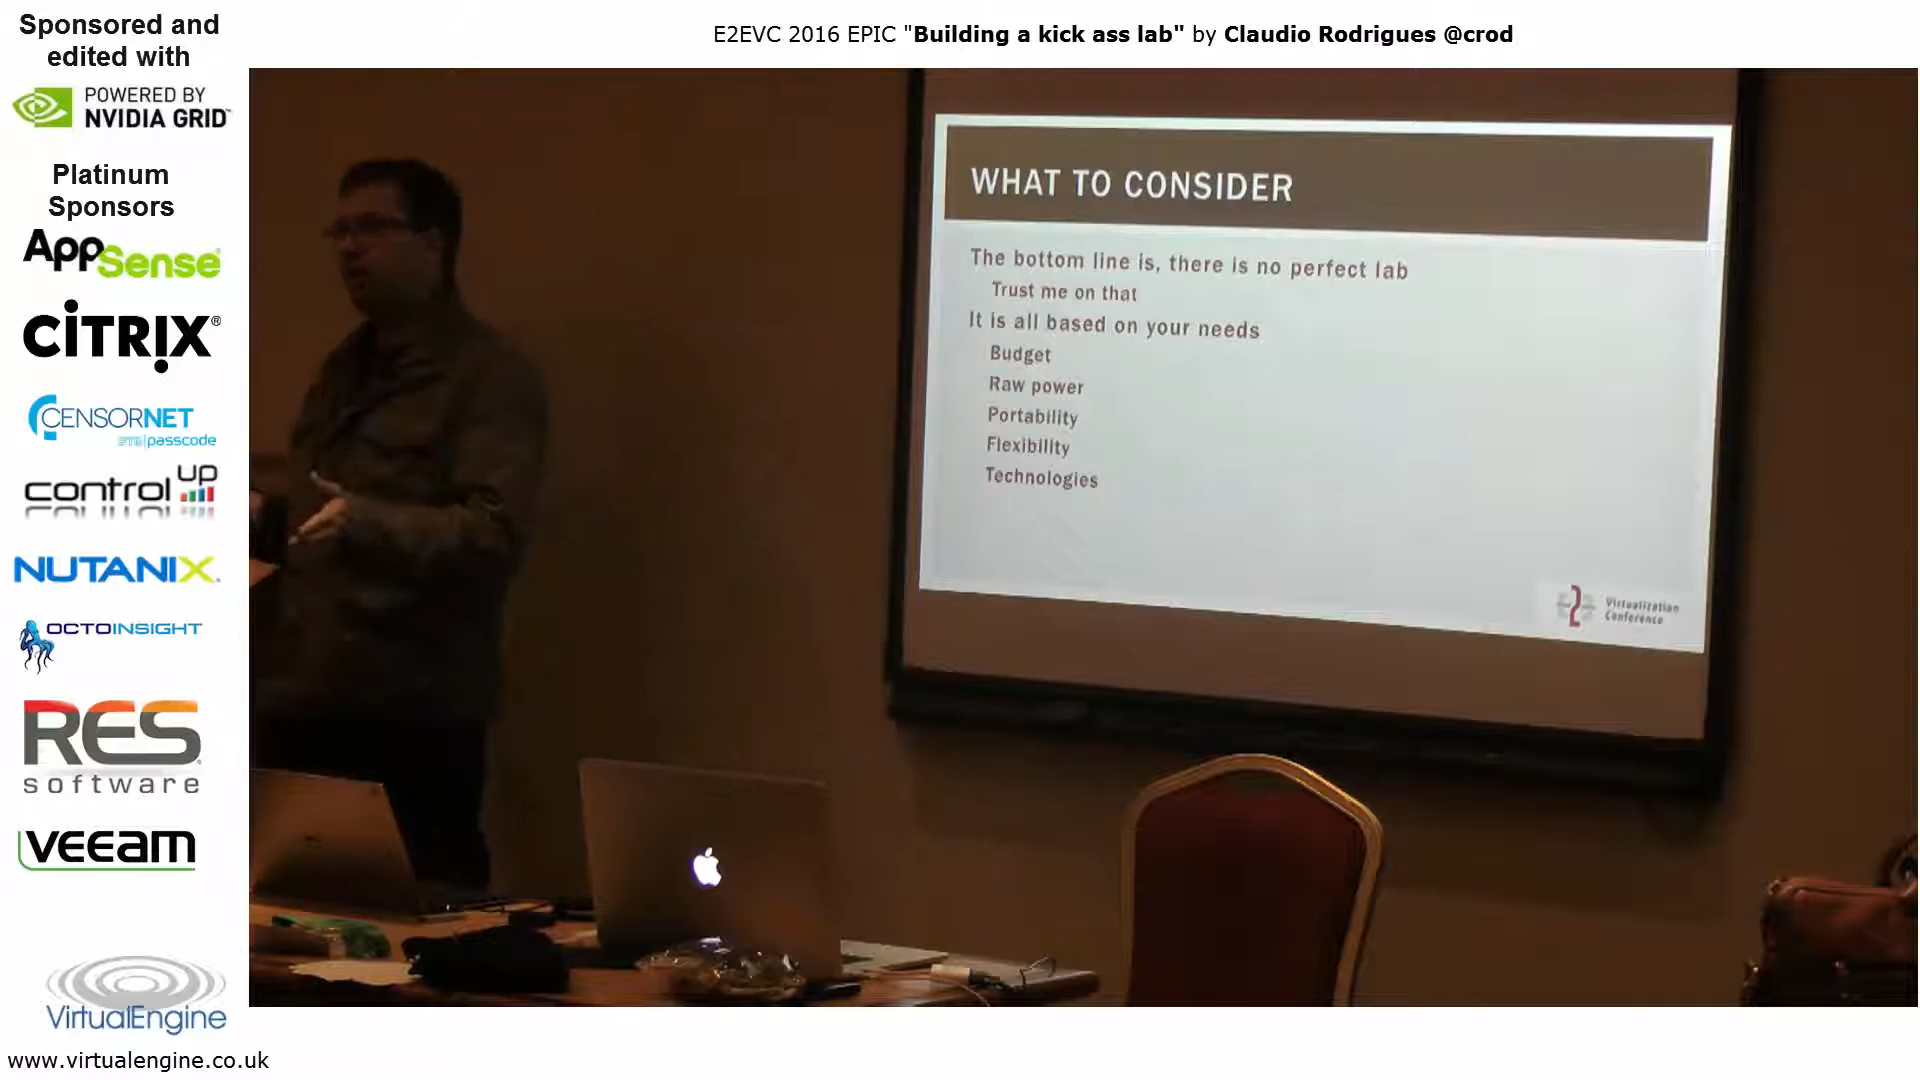 Sponsored and
edited with
POWERED BY
NVIDIA GRID
Platinum
Sponsors
AppSense
CITRIX®
CENSORNET
SMS|passcode
control UP
NUTANIX.
OCTOINSIGHT
RES
software
veeam
VirtualEngine
www.virtualengine.co.uk
E2EVC 2016 EPIC "Building a kick ass lab" by Claudio Rodrigues @crod
WHAT TO CONSIDER
The bottom line is, there is no perfect lab
Trust me on that
It is all based on your needs
Budget
Raw power
Portability
Flexibility
Technologies
Virtualization
Conference